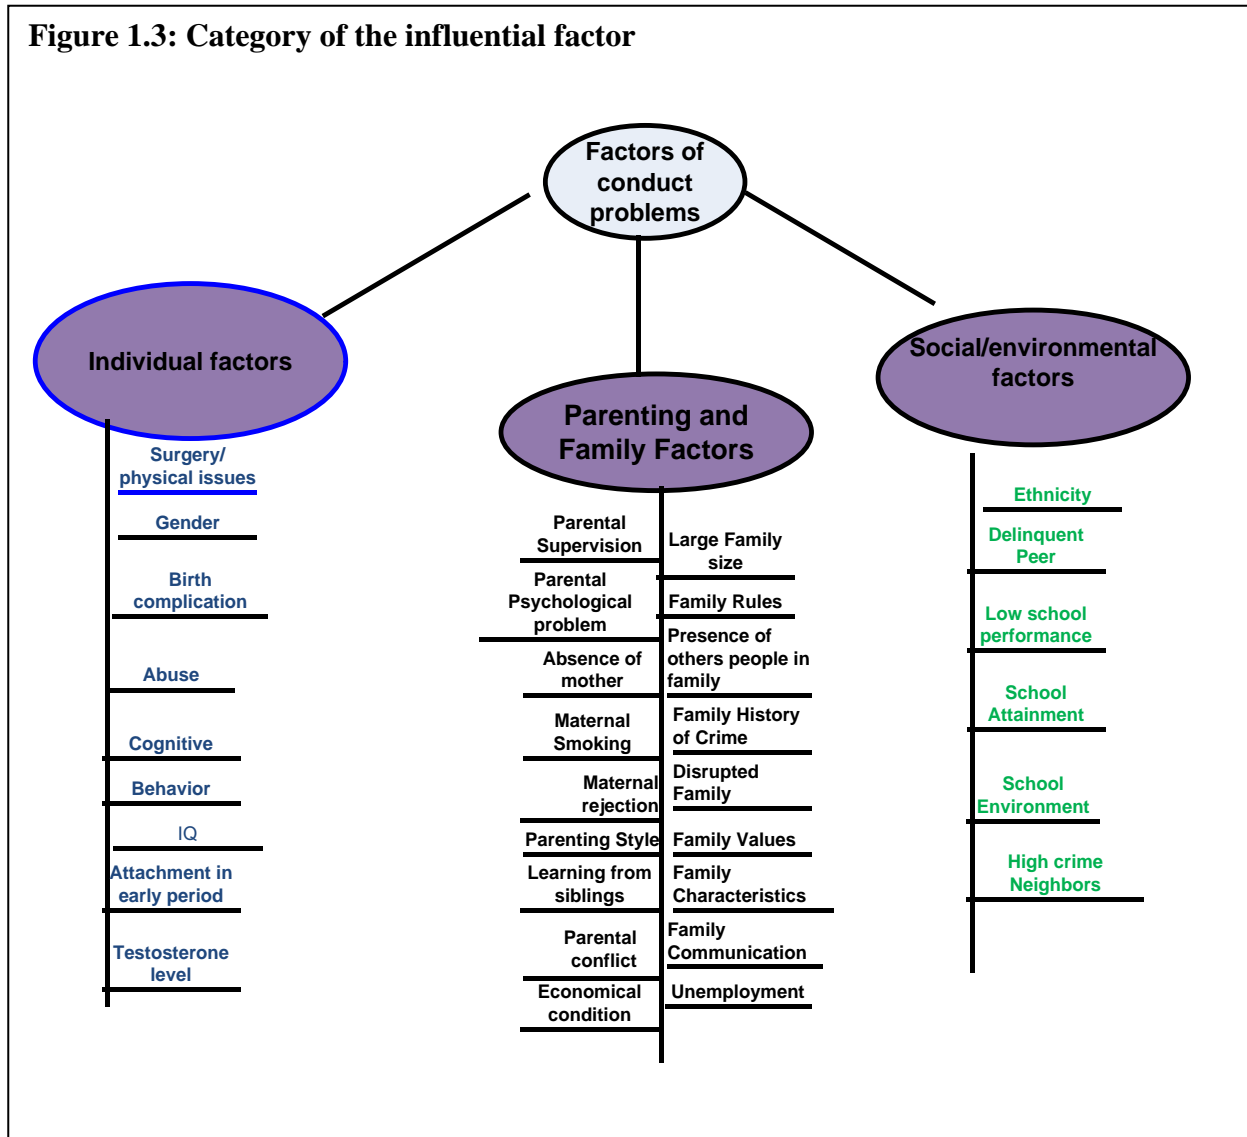 Figure 1.3: Category of the influential factor
Factors of
conduct
problems
Individual factors
Surgery/
physical issues
Gender
Birth
complication
Abuse
Cognitive
Behavior
IQ
Attachment in
early period
Testosterone
level
Parenting and
Family Factors
Parental
Supervision
Parental
Psychological
problem
Absence of
mother
Maternal
Smoking
Maternal
rejection
Parenting Style
Learning from
siblings
Parental
conflict
Economical
condition
Large Family
size
Family Rules
Presence of
others people in
family
Family History
of Crime
Disrupted
Family
Family Values
Family
Characteristics
Family
Communication
Unemployment
Social/environmental
factors
Ethnicity
Delinquent
Peer
Low school
performance
School
Attainment
School
Environment
High crime
Neighbors